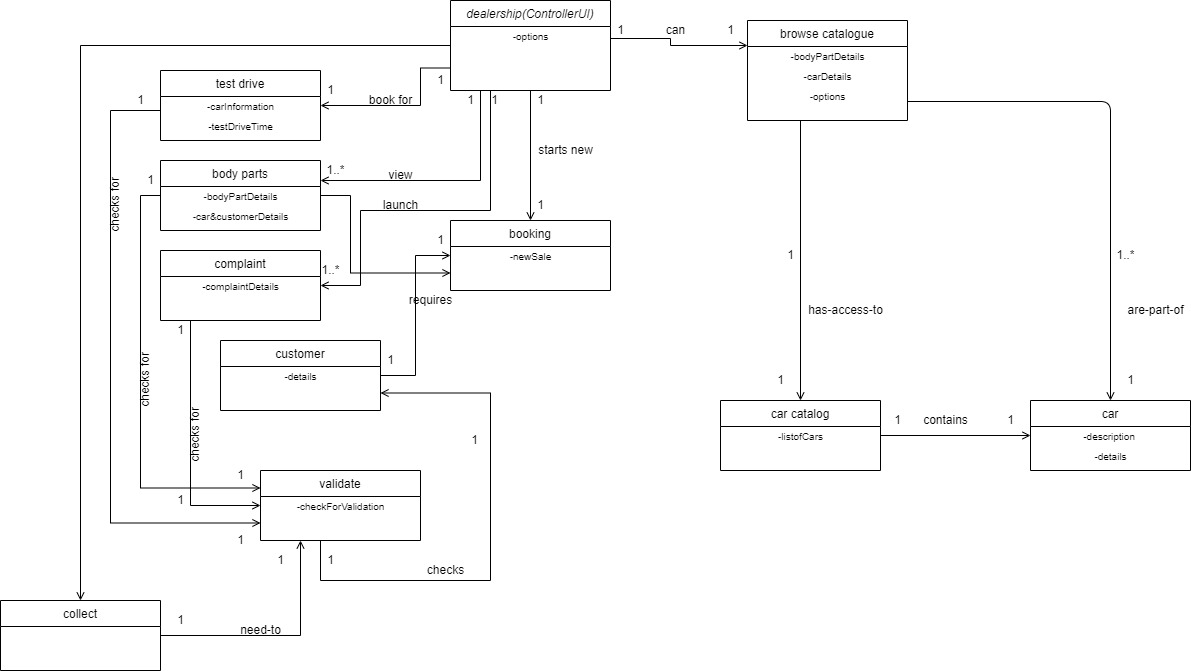 dealership(ControllerUI)
-options
1
can
1
browse catalogue
-bodyPartDetails
-carDetails
-options
test drive
-carInformation
-testDriveTime
1
1
book for
1
1
1
1
starts new
1
body parts
-bodyPartDetails
-car&customerDetails
1
1..*
view
launch
checks for
booking
-newSale
1
complaint
-complaintDetails
1..*
requires
1
1
1..*
has-access-to
are-part-of
customer
-details
1
checks for
checks for
1
1
1
car catalog
-listofCars
1
contains
1
car
-description
-details
validate
-checkForValidation
1
1
1
1
1
checks
collect
1
need-to